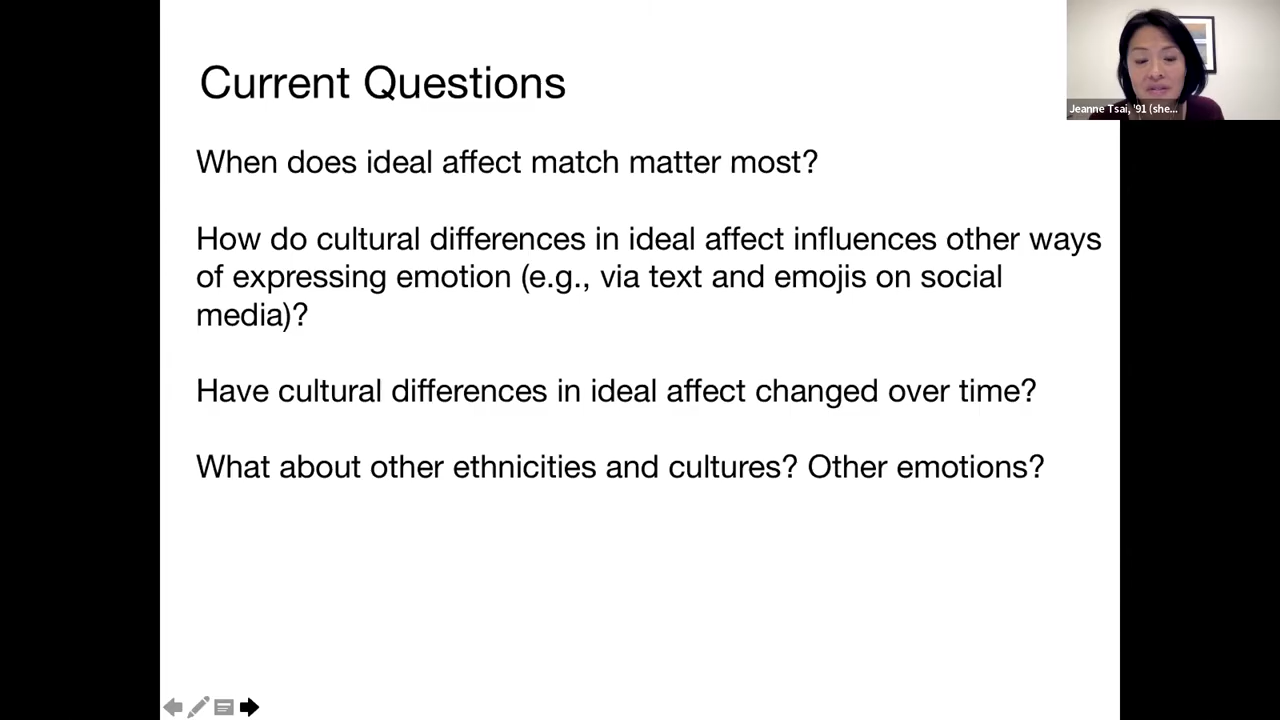 Current Questions
Jeanne Tsai, '91 (she...
When does ideal affect match matter most?
How do cultural differences in ideal affect influences other ways
of expressing emotion (e.g., via text and emojis on social
media)?
Have cultural differences in ideal affect changed over time?
What about other ethnicities and cultures? Other emotions?